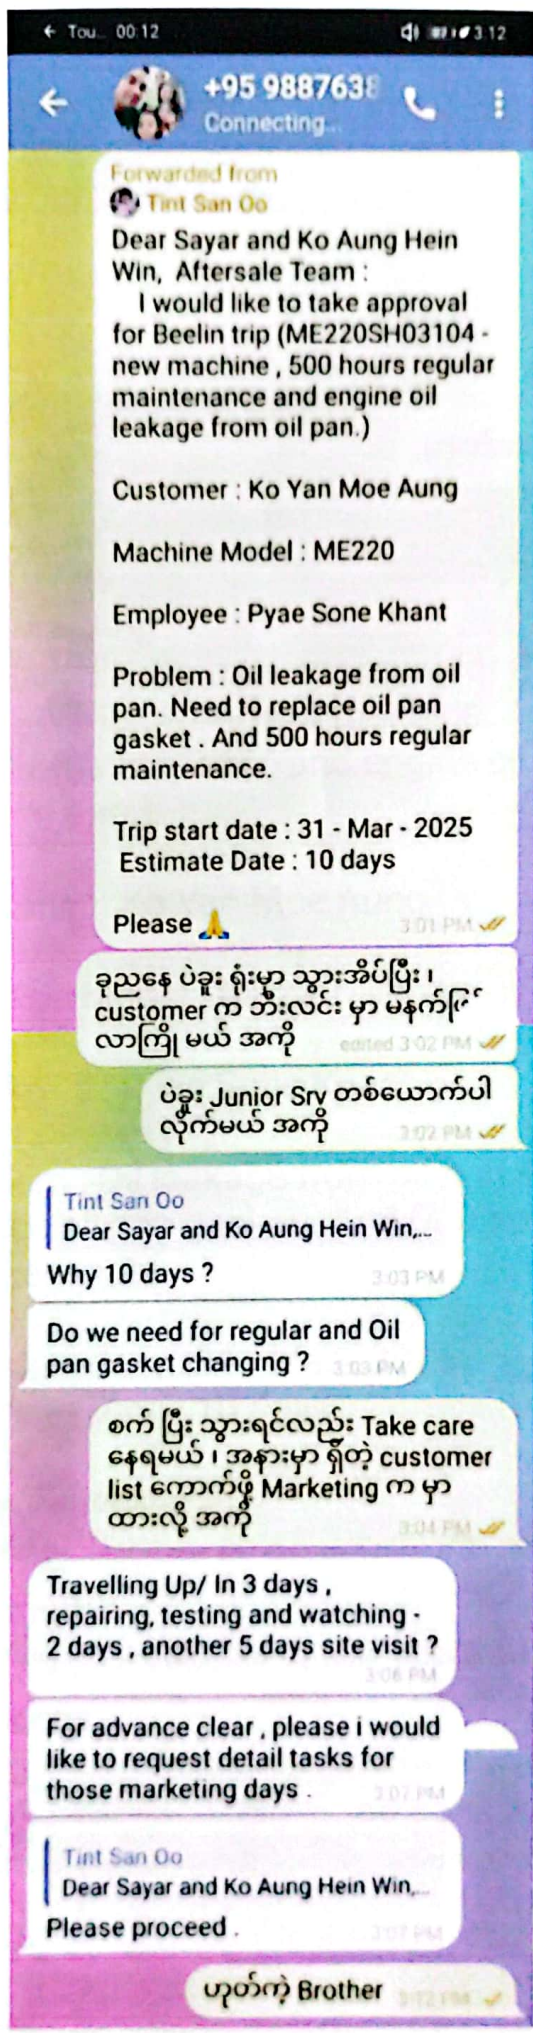 ← Tou... 00:12
3:12
+95 9887638
Connecting...
Forwarded from
Tint San Oo
Dear Sayar and Ko Aung Hein
Win,  Aftersale Team :
I would like to take approval
for Beelin trip (ME220SH03104 -
new machine , 500 hours regular
maintenance and engine oil
leakage from oil pan.)
Customer : Ko Yan Moe Aung
Machine Model : ME220
Employee : Pyae Sone Khant
Problem : Oil leakage from oil
pan. Need to replace oil pan
gasket . And 500 hours regular
maintenance.
Trip start date : 31 - Mar - 2025
Estimate Date : 10 days
Please 🙏
3:01 PM
ခုညနေ ပဲခူး ရုံးမှာ သွားအိပ်ပြီး ၊
customer က ဘီးလင်း မှာ မနက်ဖြ
လာကြို မယ် အကို
edited 3:02 PM
ပဲခူး Junior Srv တစ်ယောက်ပါ
လိုက်မယ် အကို
3:02 PM
Tint San Oo
Dear Sayar and Ko Aung Hein Win,...
Why 10 days ?
3:03 PM
Do we need for regular and Oil
pan gasket changing ?
3:03 PM
စက် ပြီး သွားရင်လည်း Take care
နေရမယ် ၊ အနားမှာ ရှိတဲ့ customer
list ကောက်ဖို့ Marketing က မှာ
ထားလို့ အကို
3:04 PM
Travelling Up/ In 3 days ,
repairing, testing and watching -
2 days , another 5 days site visit ?
3:06 PM
For advance clear , please i would
like to request detail tasks for
those marketing days .
3:07 PM
Tint San Oo
Dear Sayar and Ko Aung Hein Win,...
Please proceed .
3:07 PM
ဟုတ်ကဲ့ Brother
3:12 PM